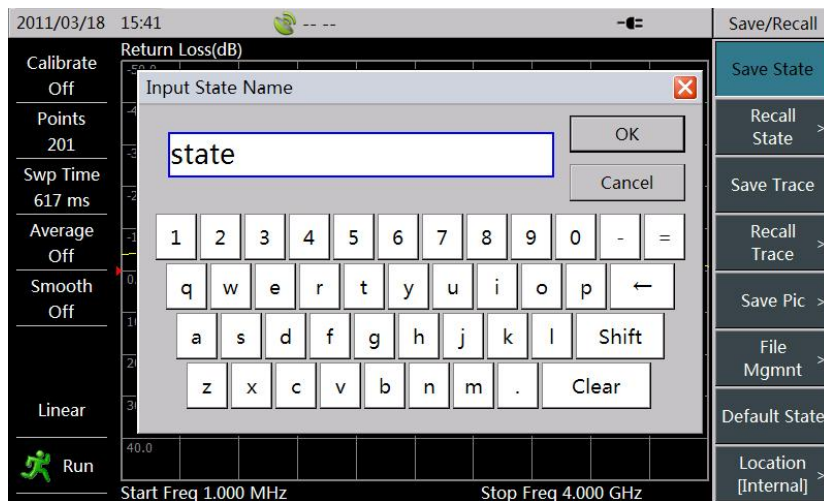 2011/03/18 15:41 -- --
Save/Recall
Calibrate
Off
Points
201
Swp Time
617 ms
Average
Off
Smooth
Off
Linear
Run
Return Loss(dB)
-50.0
Input State Name
state
OK
Cancel
1 2 3 4 5 6 7 8 9 0 - =
q w e r t y u i o p ←
a s d f g h j k l Shift
z x c v b n m . Clear
40.0
Start Freq 1.000 MHz
Stop Freq 4.000 GHz
Save State
Recall
State >
Save Trace
Recall
Trace >
Save Pic >
File
Mgmnt >
Default State
Location
[Internal] >